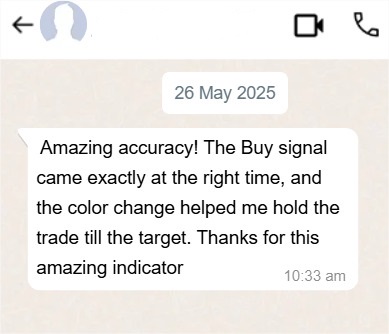 26 May 2025
Amazing accuracy! The Buy signal
came exactly at the right time, and
the color change helped me hold the
trade till the target. Thanks for this
amazing indicator
10:33 am